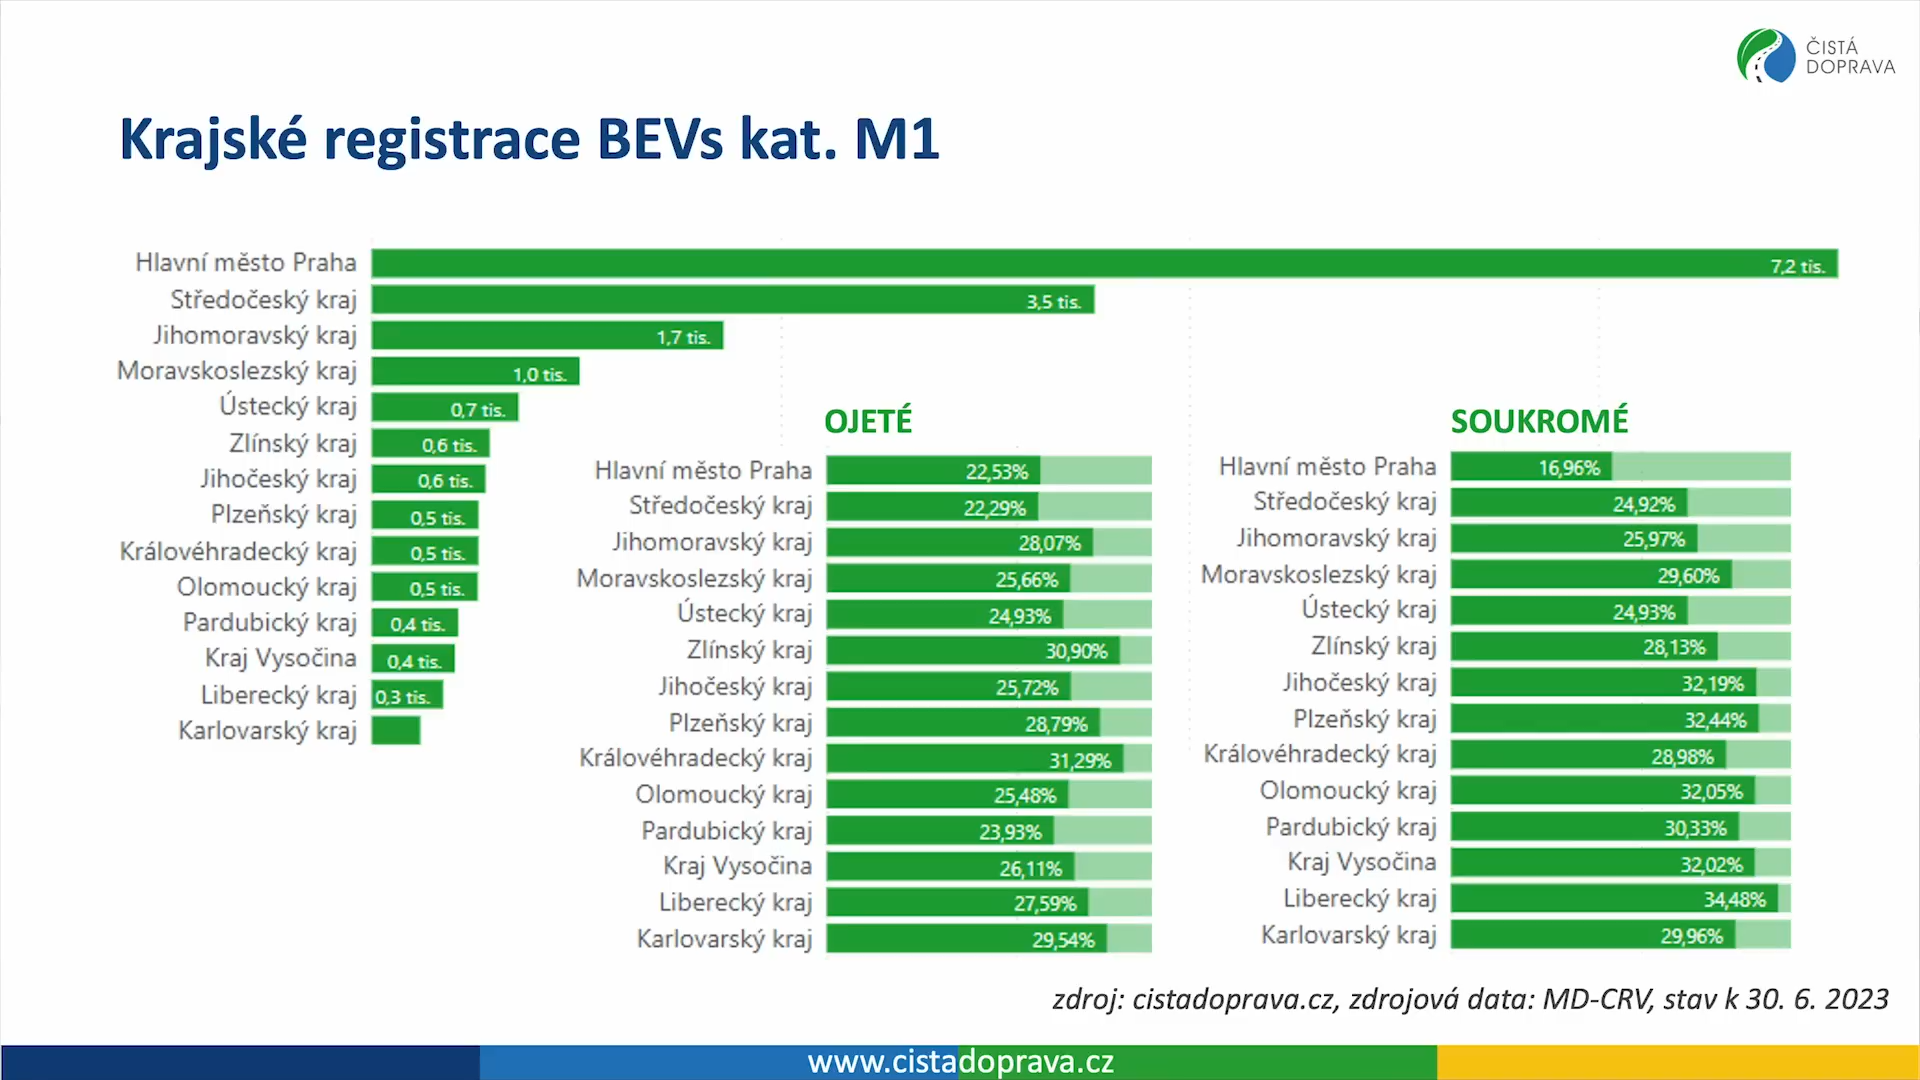 ČISTÁ
DOPRAVA
Krajské registrace BEVs kat. M1
Hlavní město Praha 7,2 tis.
Středočeský kraj 3,5 tis.
Jihomoravský kraj 1,7 tis.
Moravskoslezský kraj 1,0 tis.
Ústecký kraj 0,7 tis.
Zlínský kraj 0,6 tis.
Jihočeský kraj 0,6 tis.
Plzeňský kraj 0,5 tis.
Královéhradecký kraj 0,5 tis.
Olomoucký kraj 0,5 tis.
Pardubický kraj 0,4 tis.
Kraj Vysočina 0,4 tis.
Liberecký kraj 0,3 tis.
Karlovarský kraj
OJETÉ
Hlavní město Praha 22,53%
Středočeský kraj 22,29%
Jihomoravský kraj 28,07%
Moravskoslezský kraj 25,66%
Ústecký kraj 24,93%
Zlínský kraj 30,90%
Jihočeský kraj 25,72%
Plzeňský kraj 28,79%
Královéhradecký kraj 31,29%
Olomoucký kraj 25,48%
Pardubický kraj 23,93%
Kraj Vysočina 26,11%
Liberecký kraj 27,59%
Karlovarský kraj 29,54%
SOUKROMÉ
Hlavní město Praha 16,96%
Středočeský kraj 24,92%
Jihomoravský kraj 25,97%
Moravskoslezský kraj 29,60%
Ústecký kraj 24,93%
Zlínský kraj 28,13%
Jihočeský kraj 32,19%
Plzeňský kraj 32,44%
Královéhradecký kraj 28,98%
Olomoucký kraj 32,05%
Pardubický kraj 30,33%
Kraj Vysočina 32,02%
Liberecký kraj 34,48%
Karlovarský kraj 29,96%
zdroj: cistadoprava.cz, zdrojová data: MD-CRV, stav k 30. 6. 2023
www.cistadoprava.cz